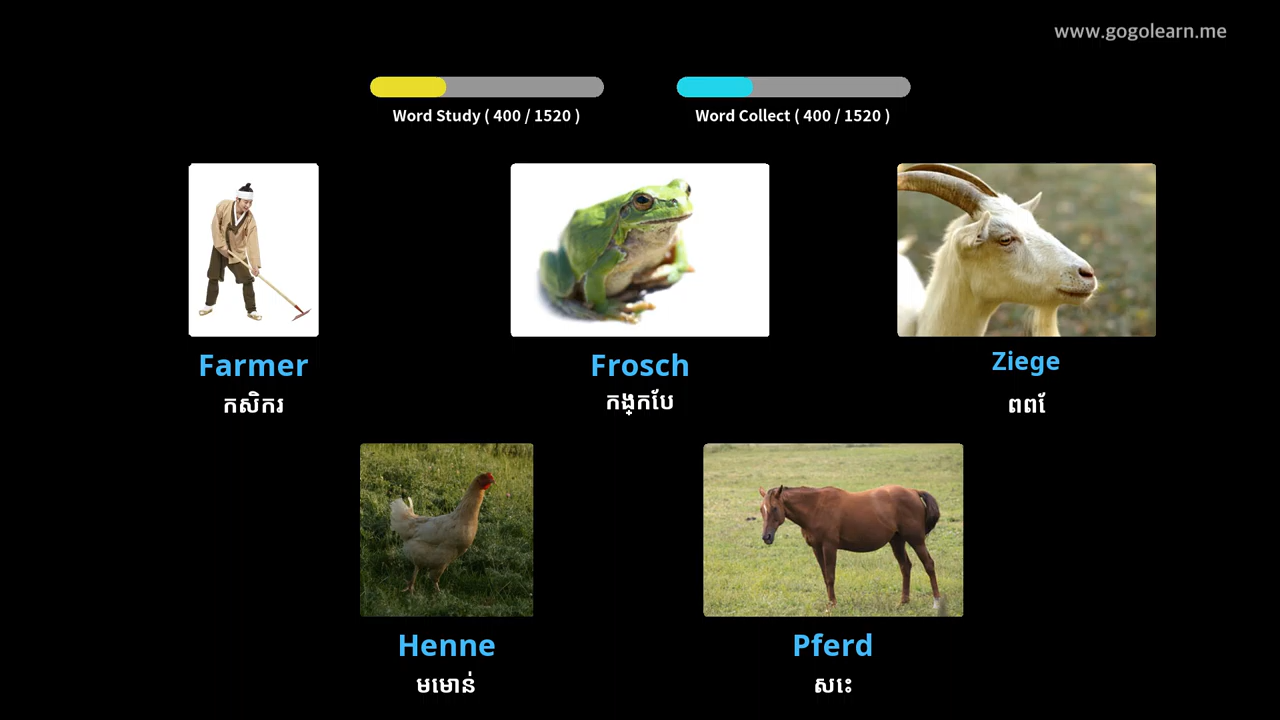 www.gogolearn.me
Word Study ( 400 / 1520 )
Word Collect ( 400 / 1520 )
Farmer
កសិករ
Frosch
កង្កែប
Ziege
ពពែ
Henne
មមោន់
Pferd
សេះ